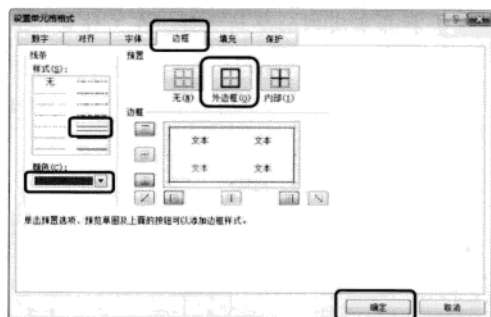 设置单元格格式
数字 对齐 字体 边框 填充 保护
线条 预置
样式(S):
无
无(N) 外边框(O) 内部(I)
边框
文本 文本
文本 文本
颜色(C):
单击预置选项、预览草图及上面的按钮可以添加边框样式。
确定 取消